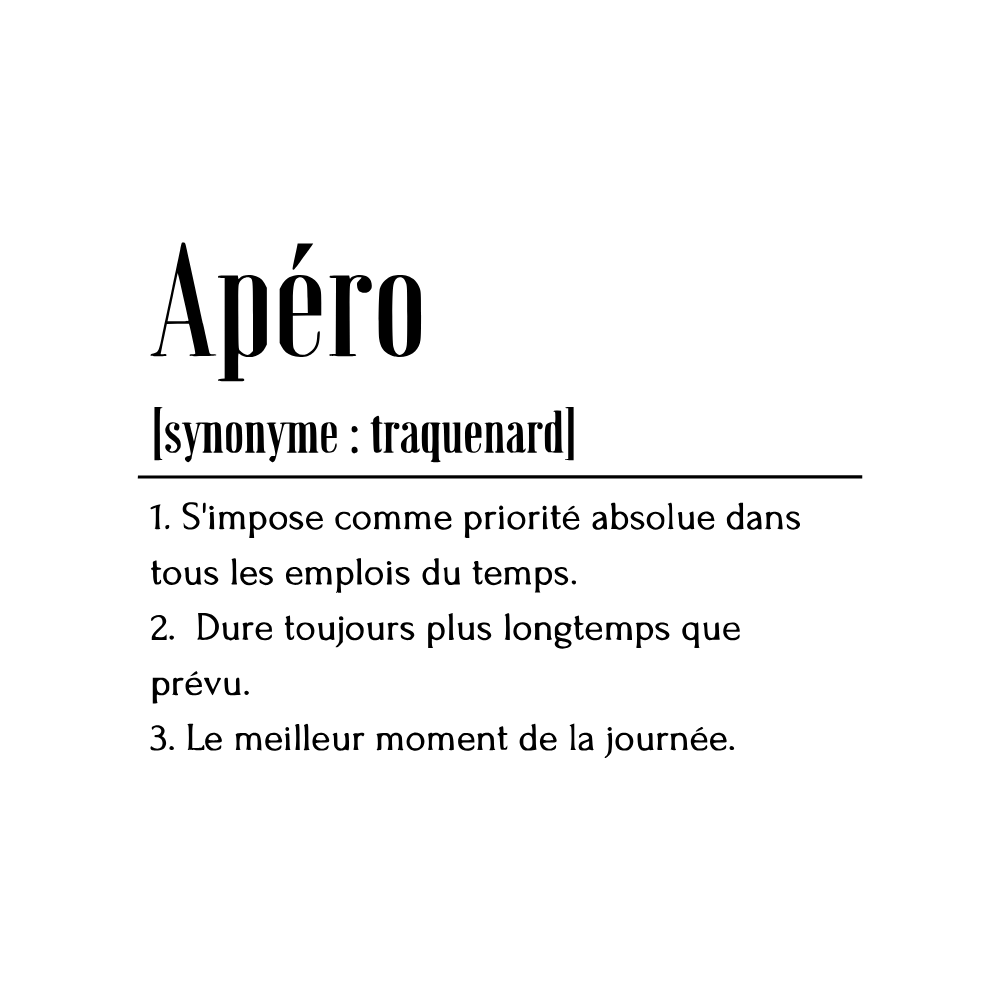 Apéro
[synonyme : traquenard]
1. S'impose comme priorité absolue dans
tous les emplois du temps.
2.  Dure toujours plus longtemps que
prévu.
3. Le meilleur moment de la journée.